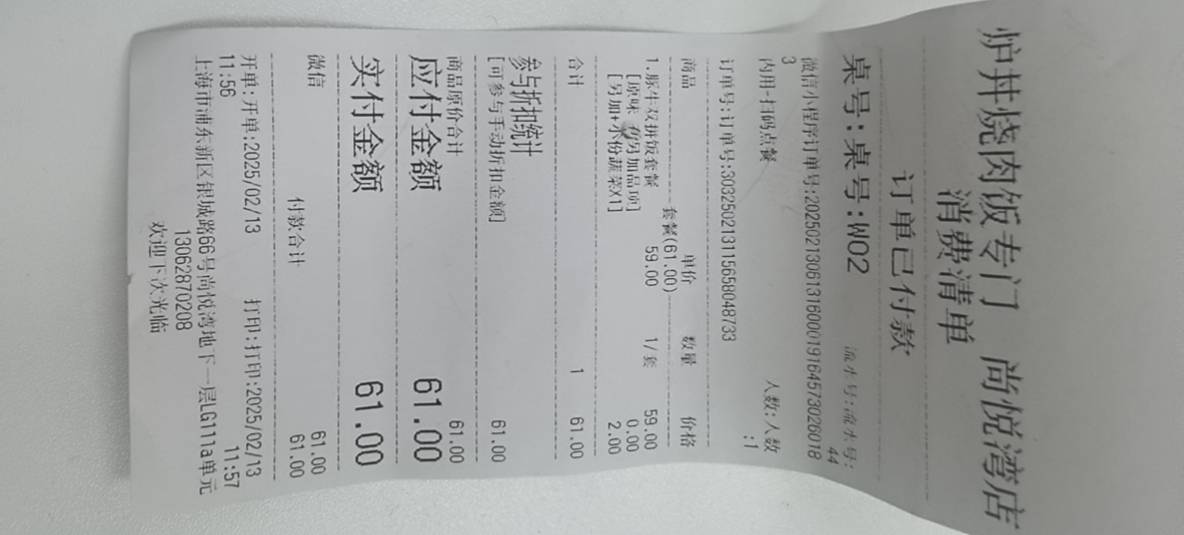 炉丼烧肉饭专门 尚悦湾店
消费清单
订单已付款
桌号:桌号:W02 流水号:流水号:44
微信小程序订单号:2025021306131600019164573026018
3
内用-扫码点餐 人数:人数:1
订单号:订单号:303250213115658048733
商品 单价 数量 价格
套餐(61.00)
1.豚牛双拼饭套餐 59.00 1/套 59.00
[原味 0.00
[另加+小份蔬菜X1] 2.00
合计 1 61.00
参与折扣统计
[可参与手动折扣金额] 61.00
商品原价合计 61.00
应付金额 61.00
实付金额 61.00
微信 61.00
付款合计 61.00
开单:开单:2025/02/13 11:56 打印:打印:2025/02/13 11:57
上海市浦东新区银城路66号尚悦湾地下一层LG111a单元
13062870208
欢迎下次光临